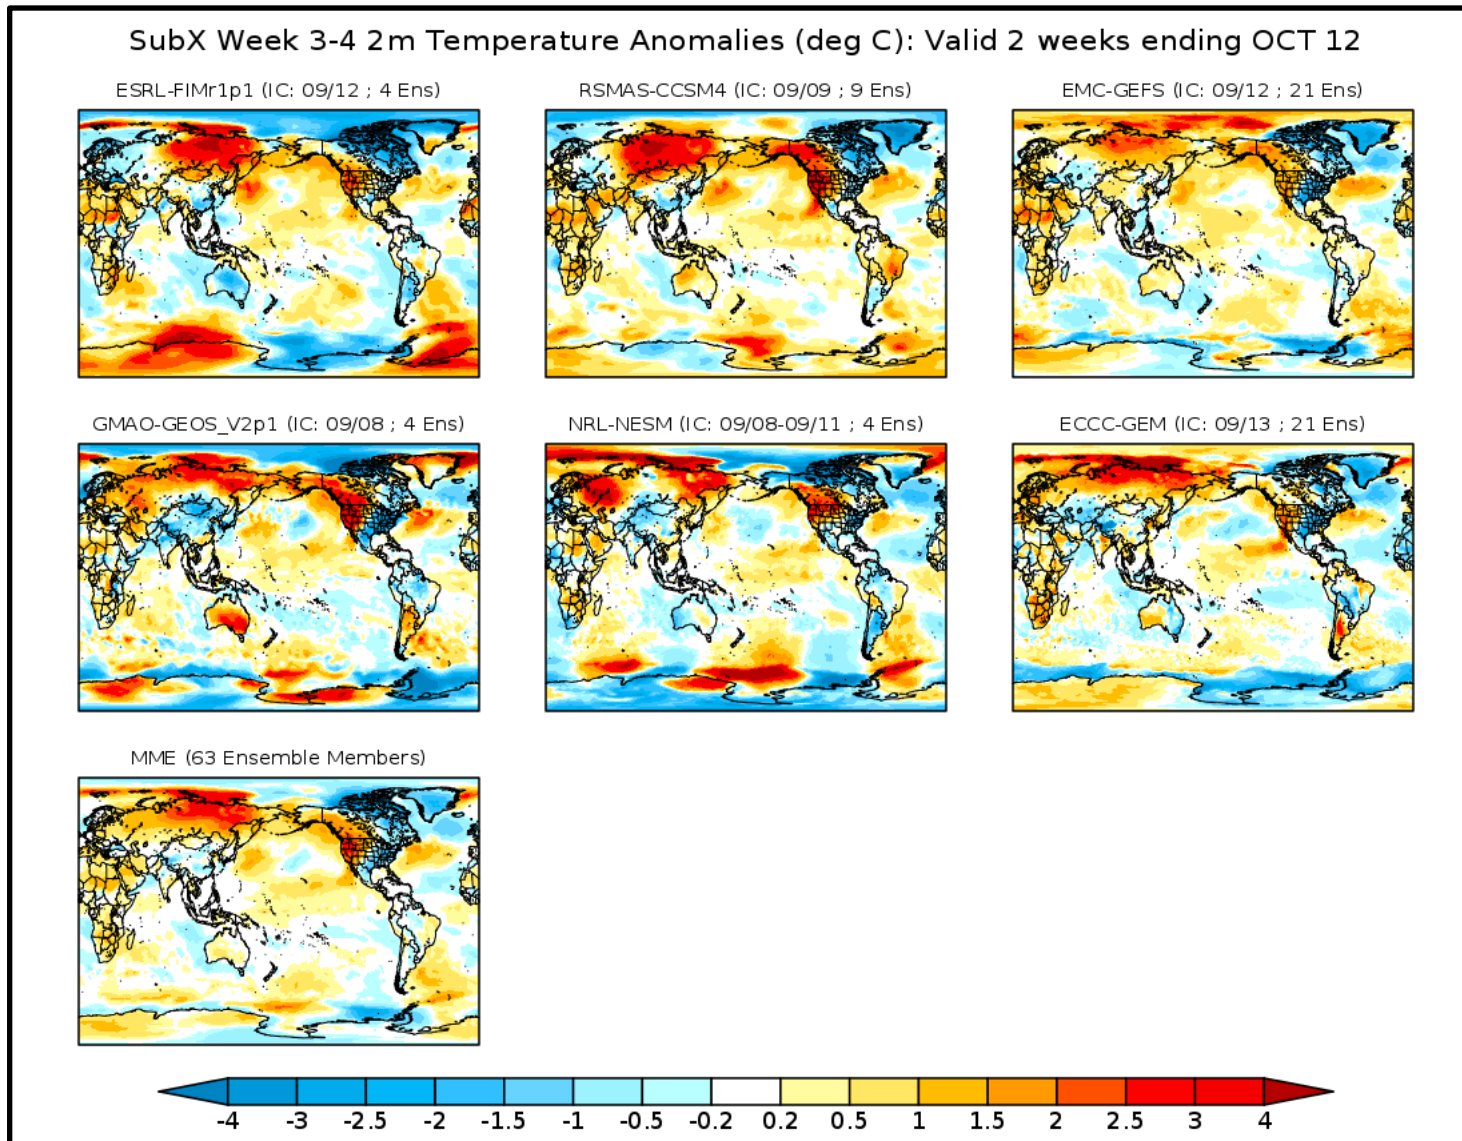 SubX Week 3-4 2m Temperature Anomalies (deg C): Valid 2 weeks ending OCT 12
ESRL-FIMr1p1 (IC: 09/12 ; 4 Ens)
RSMAS-CCSM4 (IC: 09/09 ; 9 Ens)
EMC-GEFS (IC: 09/12 ; 21 Ens)
GMAO-GEOS_V2p1 (IC: 09/08 ; 4 Ens)
NRL-NESM (IC: 09/08-09/11 ; 4 Ens)
ECCC-GEM (IC: 09/13 ; 21 Ens)
MME (63 Ensemble Members)
-4 -3 -2.5 -2 -1.5 -1 -0.5 -0.2 0.2 0.5 1 1.5 2 2.5 3 4